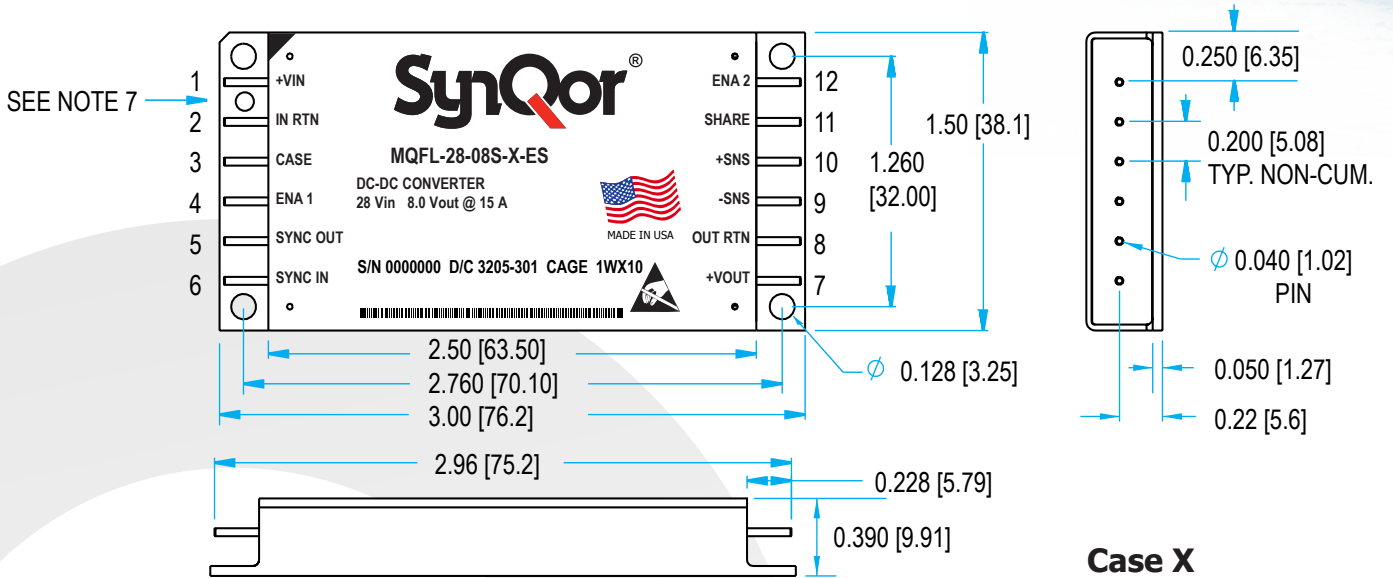 SynQor®
MQFL-28-08S-X-ES
DC-DC CONVERTER
28 Vin 8.0 Vout @ 15 A
MADE IN USA
S/N 0000000 D/C 3205-301 CAGE 1WX10
SEE NOTE 7
1 +VIN
2 IN RTN
3 CASE
4 ENA 1
5 SYNC OUT
6 SYNC IN
ENA 2 12
SHARE 11
+SNS 10
-SNS 9
OUT RTN 8
+VOUT 7
1.260
[32.00]
1.50 [38.1]
2.50 [63.50]
2.760 [70.10]
3.00 [76.2]
∅ 0.128 [3.25]
0.250 [6.35]
0.200 [5.08]
TYP. NON-CUM.
∅ 0.040 [1.02]
PIN
0.050 [1.27]
0.22 [5.6]
2.96 [75.2]
0.228 [5.79]
0.390 [9.91]
Case X